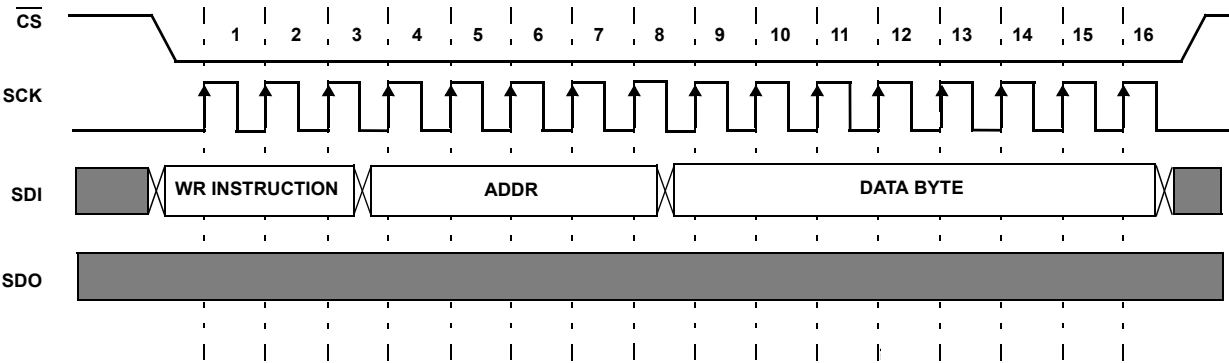 CS
1 2 3 4 5 6 7 8 9 10 11 12 13 14 15 16
SCK
SDI WR INSTRUCTION ADDR DATA BYTE
SDO